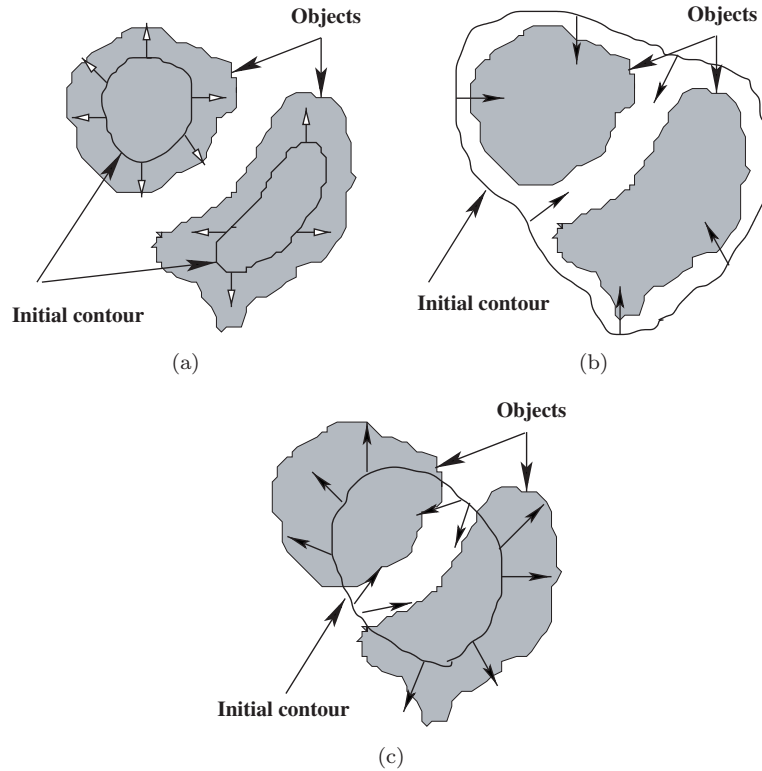 Objects
Initial contour
(a)
Objects
Initial contour
(b)
Objects
Initial contour
(c)